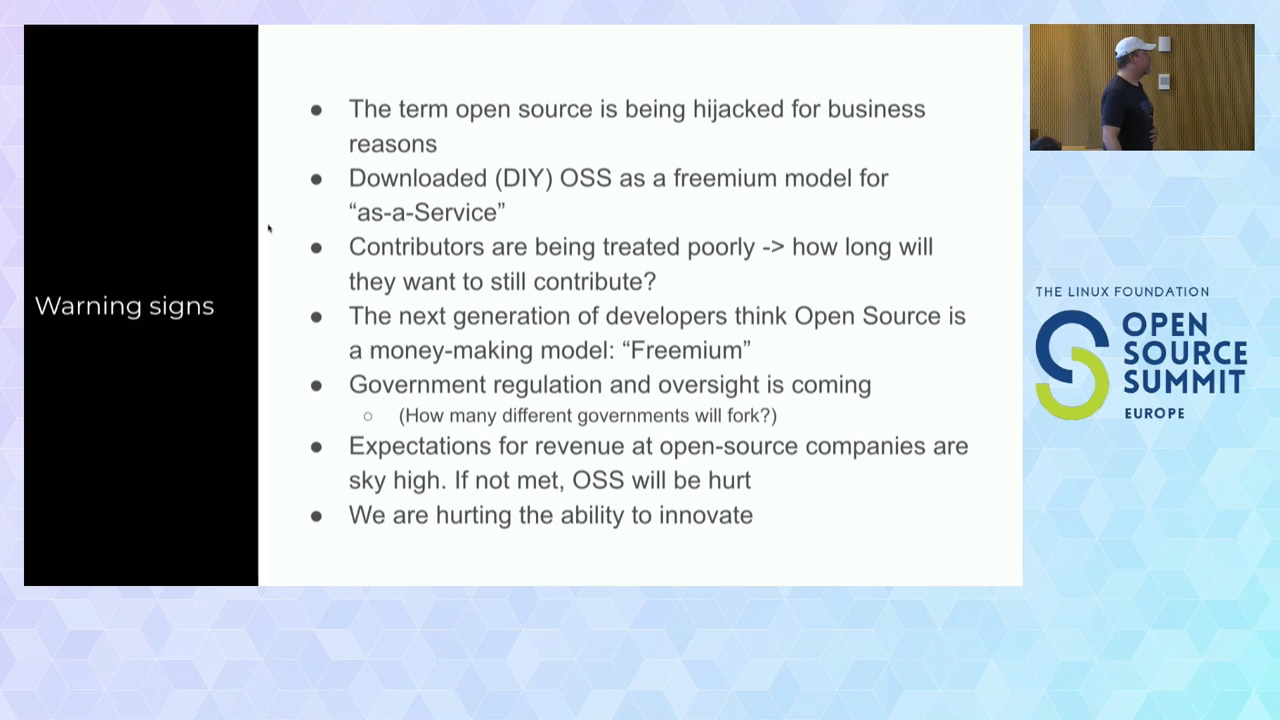 Warning signs
● The term open source is being hijacked for business
reasons
● Downloaded (DIY) OSS as a freemium model for
“as-a-Service”
● Contributors are being treated poorly -> how long will
they want to still contribute?
● The next generation of developers think Open Source is
a money-making model: “Freemium”
● Government regulation and oversight is coming
○ (How many different governments will fork?)
● Expectations for revenue at open-source companies are
sky high. If not met, OSS will be hurt
● We are hurting the ability to innovate
THE LINUX FOUNDATION
OPEN
SOURCE
SUMMIT
EUROPE